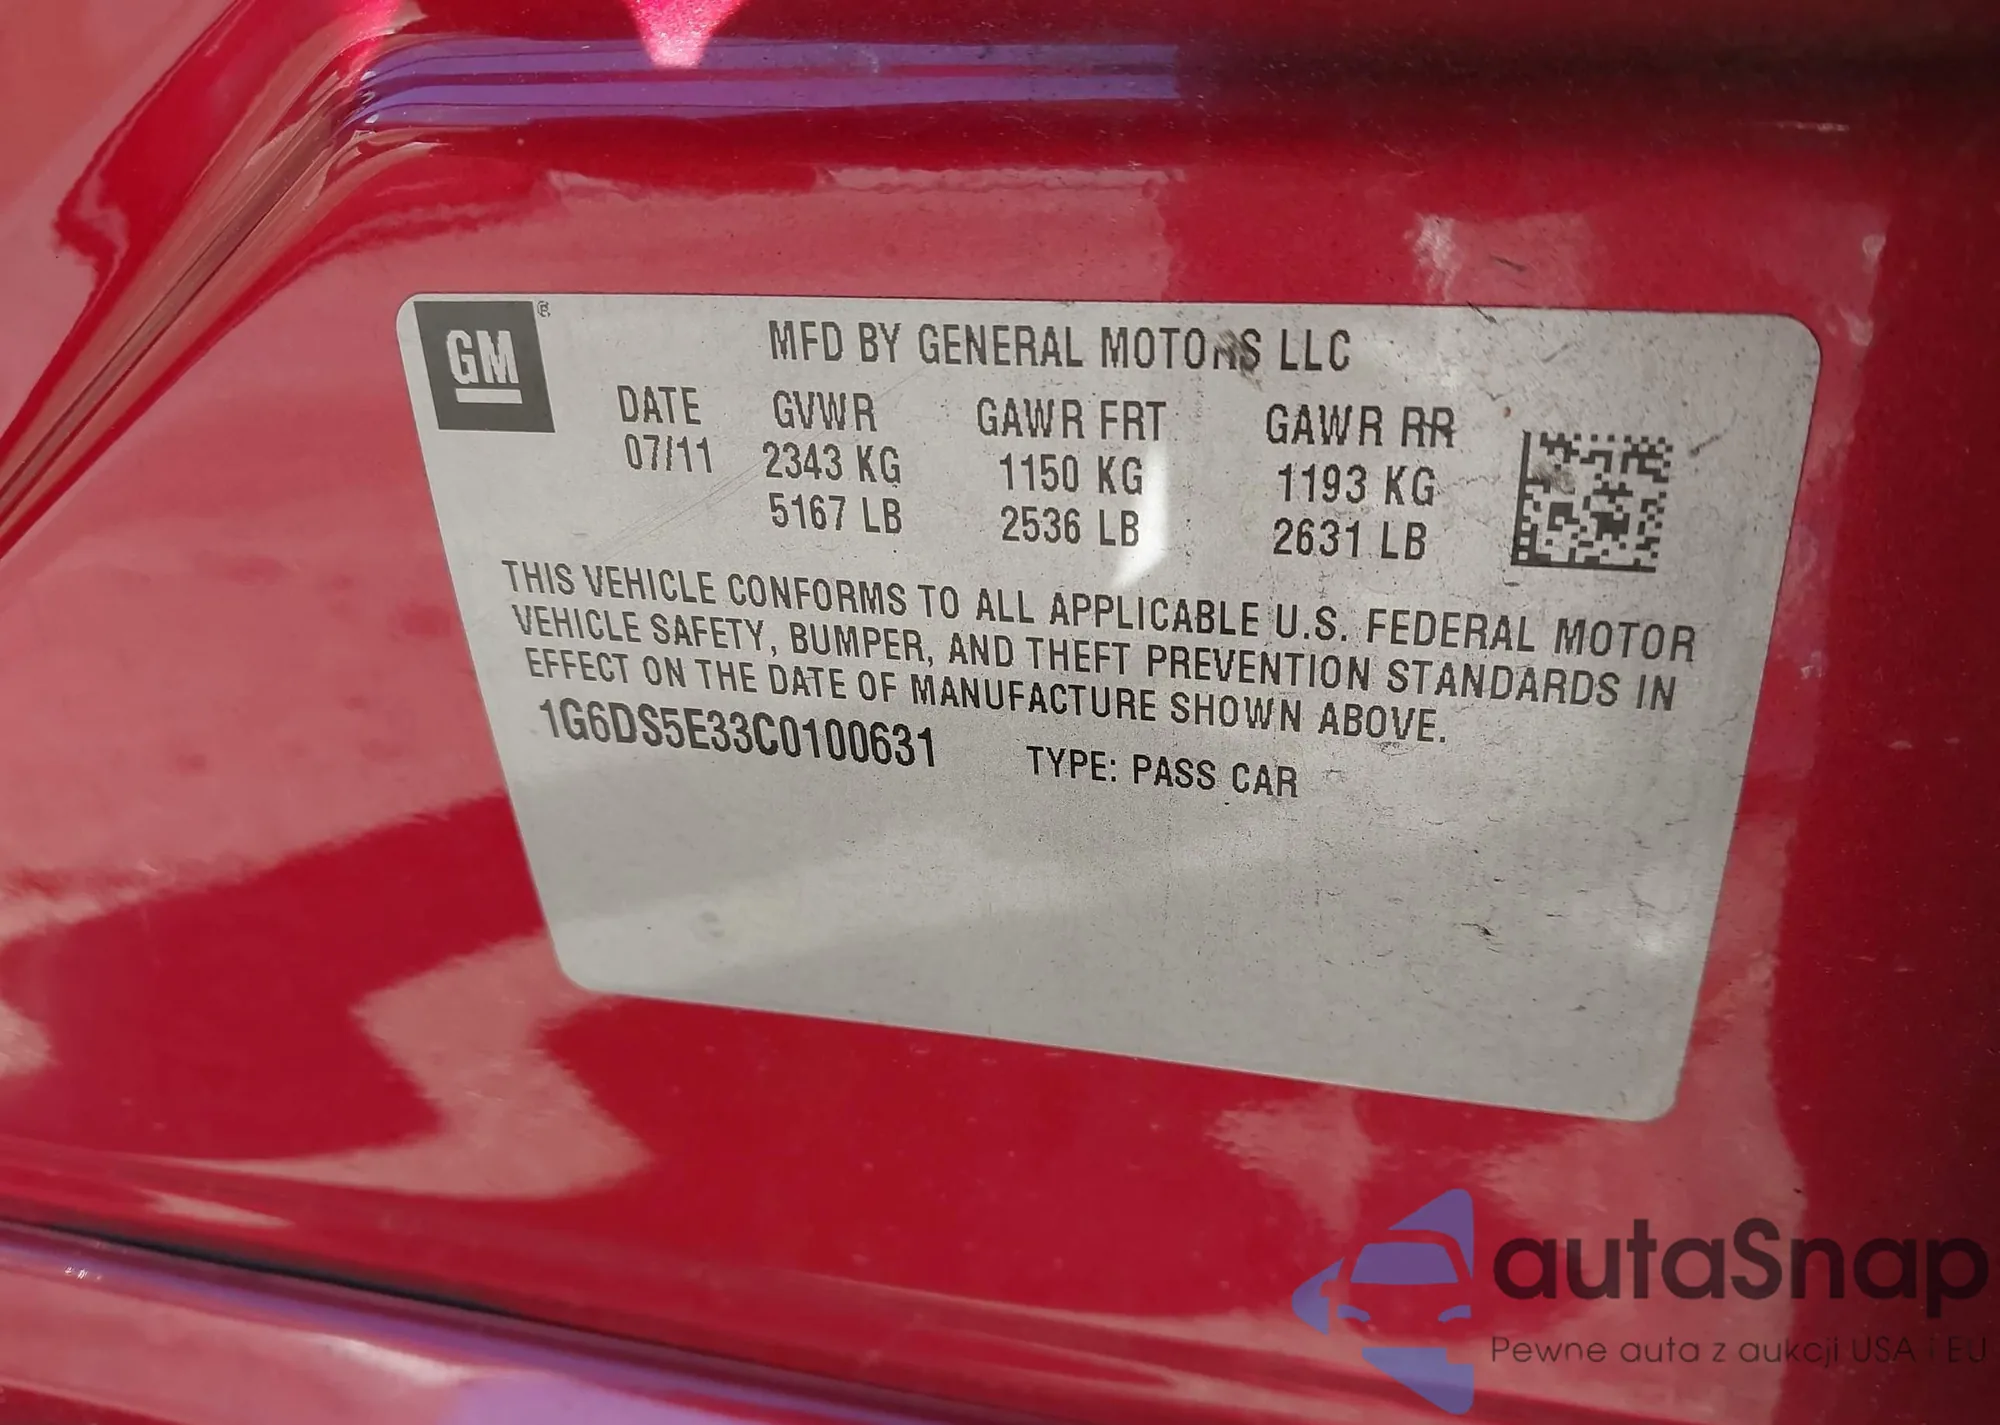 GM ®
MFD BY GENERAL MOTORS LLC
DATE GVWR GAWR FRT GAWR RR
07/11 2343 KG 1150 KG 1193 KG
5167 LB 2536 LB 2631 LB
THIS VEHICLE CONFORMS TO ALL APPLICABLE U.S. FEDERAL MOTOR
VEHICLE SAFETY, BUMPER, AND THEFT PREVENTION STANDARDS IN
EFFECT ON THE DATE OF MANUFACTURE SHOWN ABOVE.
1G6DS5E33C0100631 TYPE: PASS CAR
autaSnap
Pewne auta z aukcji USA i EU